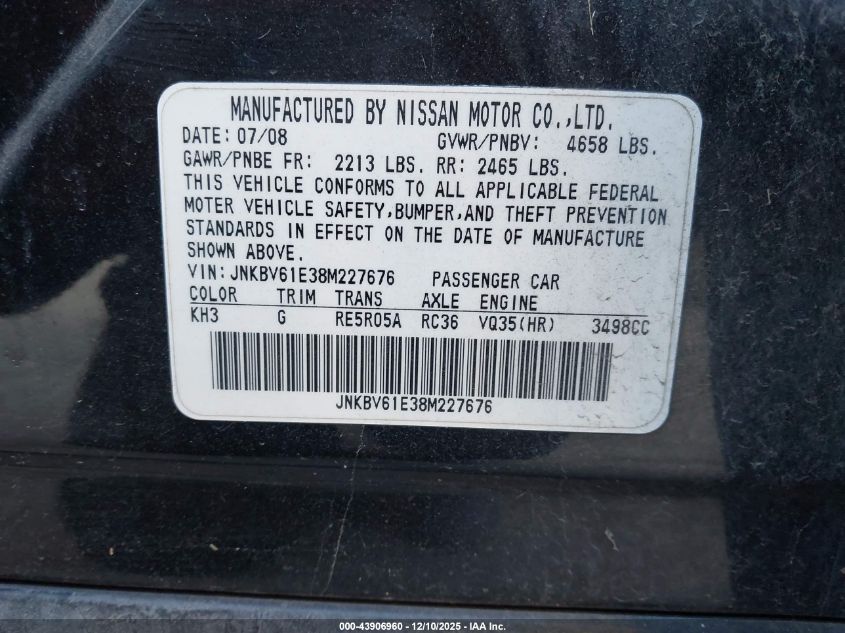 MANUFACTURED BY NISSAN MOTOR CO.,LTD.
DATE: 07/08 GVWR/PNBV: 4658 LBS.
GAWR/PNBE FR: 2213 LBS. RR: 2465 LBS.
THIS VEHICLE CONFORMS TO ALL APPLICABLE FEDERAL
MOTER VEHICLE SAFETY,BUMPER,AND THEFT PREVENTION
STANDARDS IN EFFECT ON THE DATE OF MANUFACTURE
SHOWN ABOVE.
VIN:JNKBV61E38M227676 PASSENGER CAR
COLOR TRIM TRANS AXLE ENGINE
KH3 G RE5R05A RC36 VQ35(HR) 3498CC
JNKBV61E38M227676
000-43906960 - 12/10/2025 - IAA Inc.